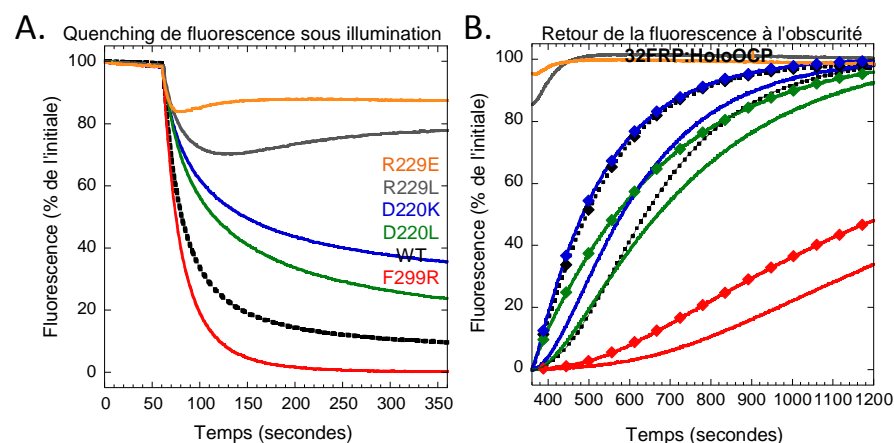 A.
Quenching de fluorescence sous illumination
Fluorescence (% de l'initiale)
100
80
60
40
20
0
R229E
R229L
D220K
D220L
WT
F299R
0 50 100 150 200 250 300 350
Temps (secondes)
B.
Retour de la fluorescence à l'obscurité
32FRP:HoloOCP
Fluorescence (% de l'initiale)
100
80
60
40
20
0
400 500 600 700 800 900 1000 1100 1200
Temps (secondes)